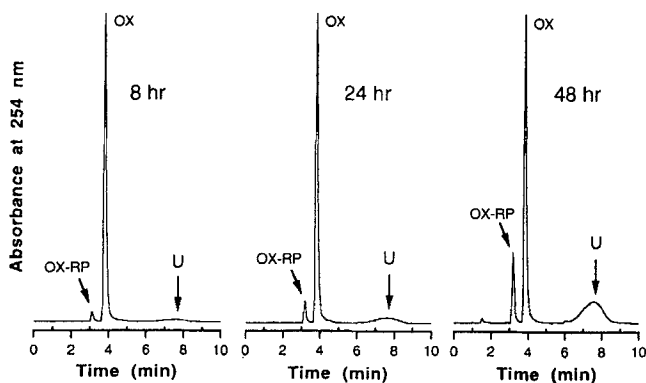 Absorbance at 254 nm
OX
8 hr
OX-RP
U
0 2 4 6 8 10
Time (min)
OX
24 hr
OX-RP
U
0 2 4 6 8 10
Time (min)
OX
48 hr
OX-RP
U
0 2 4 6 8 10
Time (min)